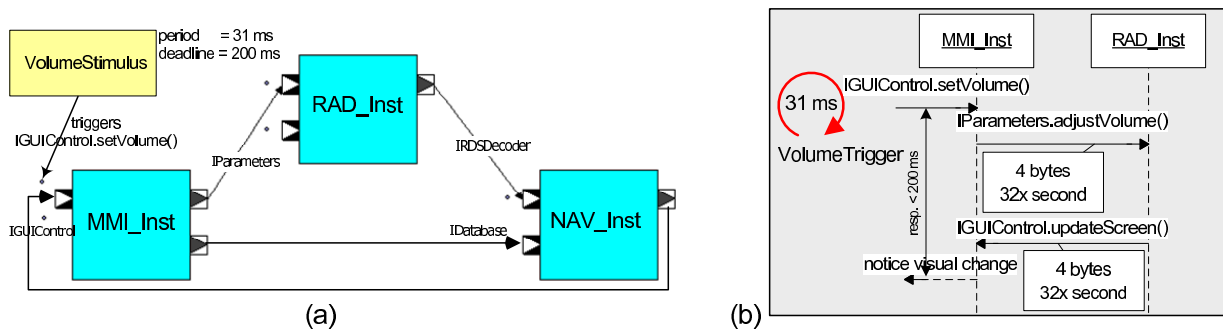 VolumeStimulus
period = 31 ms
deadline = 200 ms
triggers
IGUIControl.setVolume()
RAD_Inst
IParameters
IRDSDecoder
MMI_Inst
NAV_Inst
IGUIControl
IDatabase
(a)
MMI_Inst
RAD_Inst
IGUIControl.setVolume()
31 ms
VolumeTrigger
IParameters.adjustVolume()
resp. < 200 ms
4 bytes
32x second
IGUIControl.updateScreen()
notice visual change
4 bytes
32x second
(b)